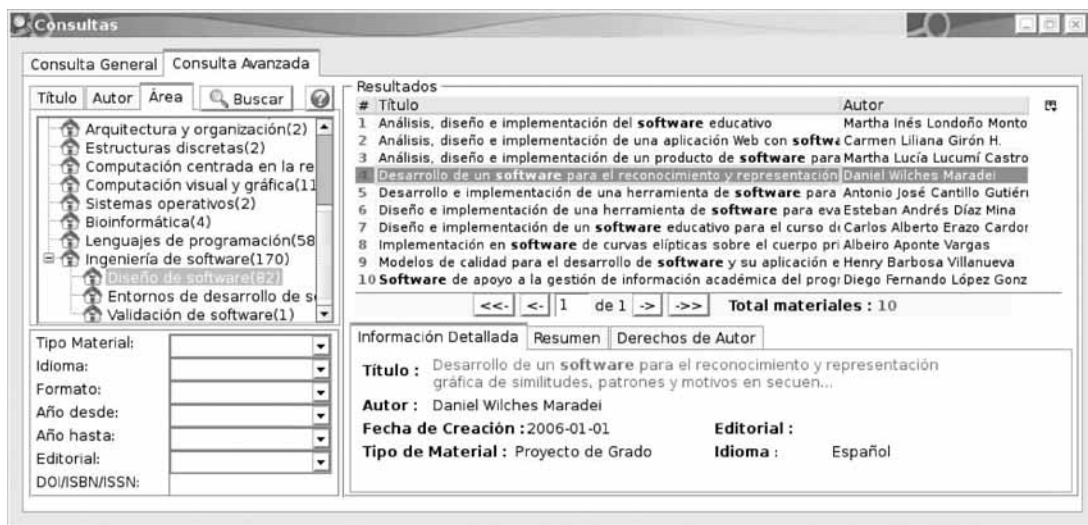 Consultas
Consulta General Consulta Avanzada
Título Autor Área Buscar
Arquitectura y organización(2)
Estructuras discretas(2)
Computación centrada en la re
Computación visual y gráfica(11
Sistemas operativos(2)
Bioinformática(4)
Lenguajes de programación(58
Ingeniería de software(170)
Diseño de software(82)
Entornos de desarrollo de s
Validación de software(1)
Tipo Material:
Idioma:
Formato:
Año desde:
Año hasta:
Editorial:
DOI/ISBN/ISSN:
Resultados
# Título Autor
1 Análisis, diseño e implementación del software educativo Martha Inés Londoño Monto
2 Análisis, diseño e implementación de una aplicación Web con softwa Carmen Liliana Girón H.
3 Análisis, diseño e implementación de un producto de software para Martha Lucía Lucumí Castro
4 Desarrollo de un software para el reconocimiento y representación Daniel Wilches Maradei
5 Desarrollo e implementación de una herramienta de software para Antonio José Cantillo Gutiérr
6 Diseño e implementación de una herramienta de software para eva Esteban Andrés Díaz Mina
7 Diseño e implementación de un software educativo para el curso de Carlos Alberto Erazo Cardor
8 Implementación en software de curvas elípticas sobre el cuerpo pri Albeiro Aponte Vargas
9 Modelos de calidad para el desarrollo de software y su aplicación e Henry Barbosa Villanueva
10 Software de apoyo a la gestión de información académica del progr Diego Fernando López Gonz
<<- <- 1 de 1 -> ->> Total materiales : 10
Información Detallada Resumen Derechos de Autor
Título : Desarrollo de un software para el reconocimiento y representación
gráfica de similitudes, patrones y motivos en secuen...
Autor : Daniel Wilches Maradei
Fecha de Creación :2006-01-01 Editorial :
Tipo de Material : Proyecto de Grado Idioma : Español